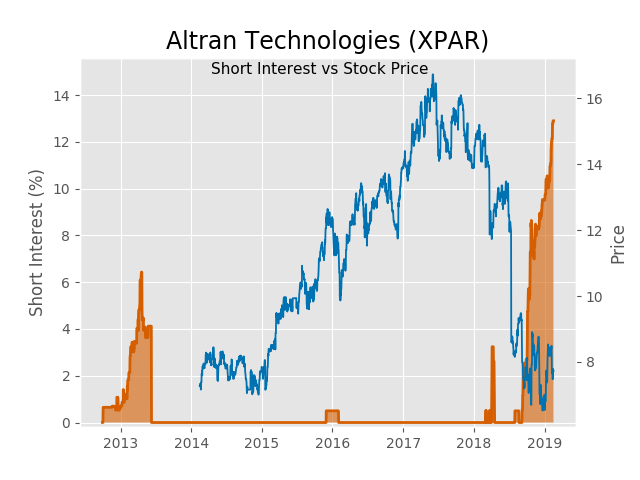 Altran Technologies (XPAR)
Short Interest vs Stock Price
Short Interest (%)
14
12
10
8
6
4
2
0
16
14
12
10
8
Price
2013 2014 2015 2016 2017 2018 2019